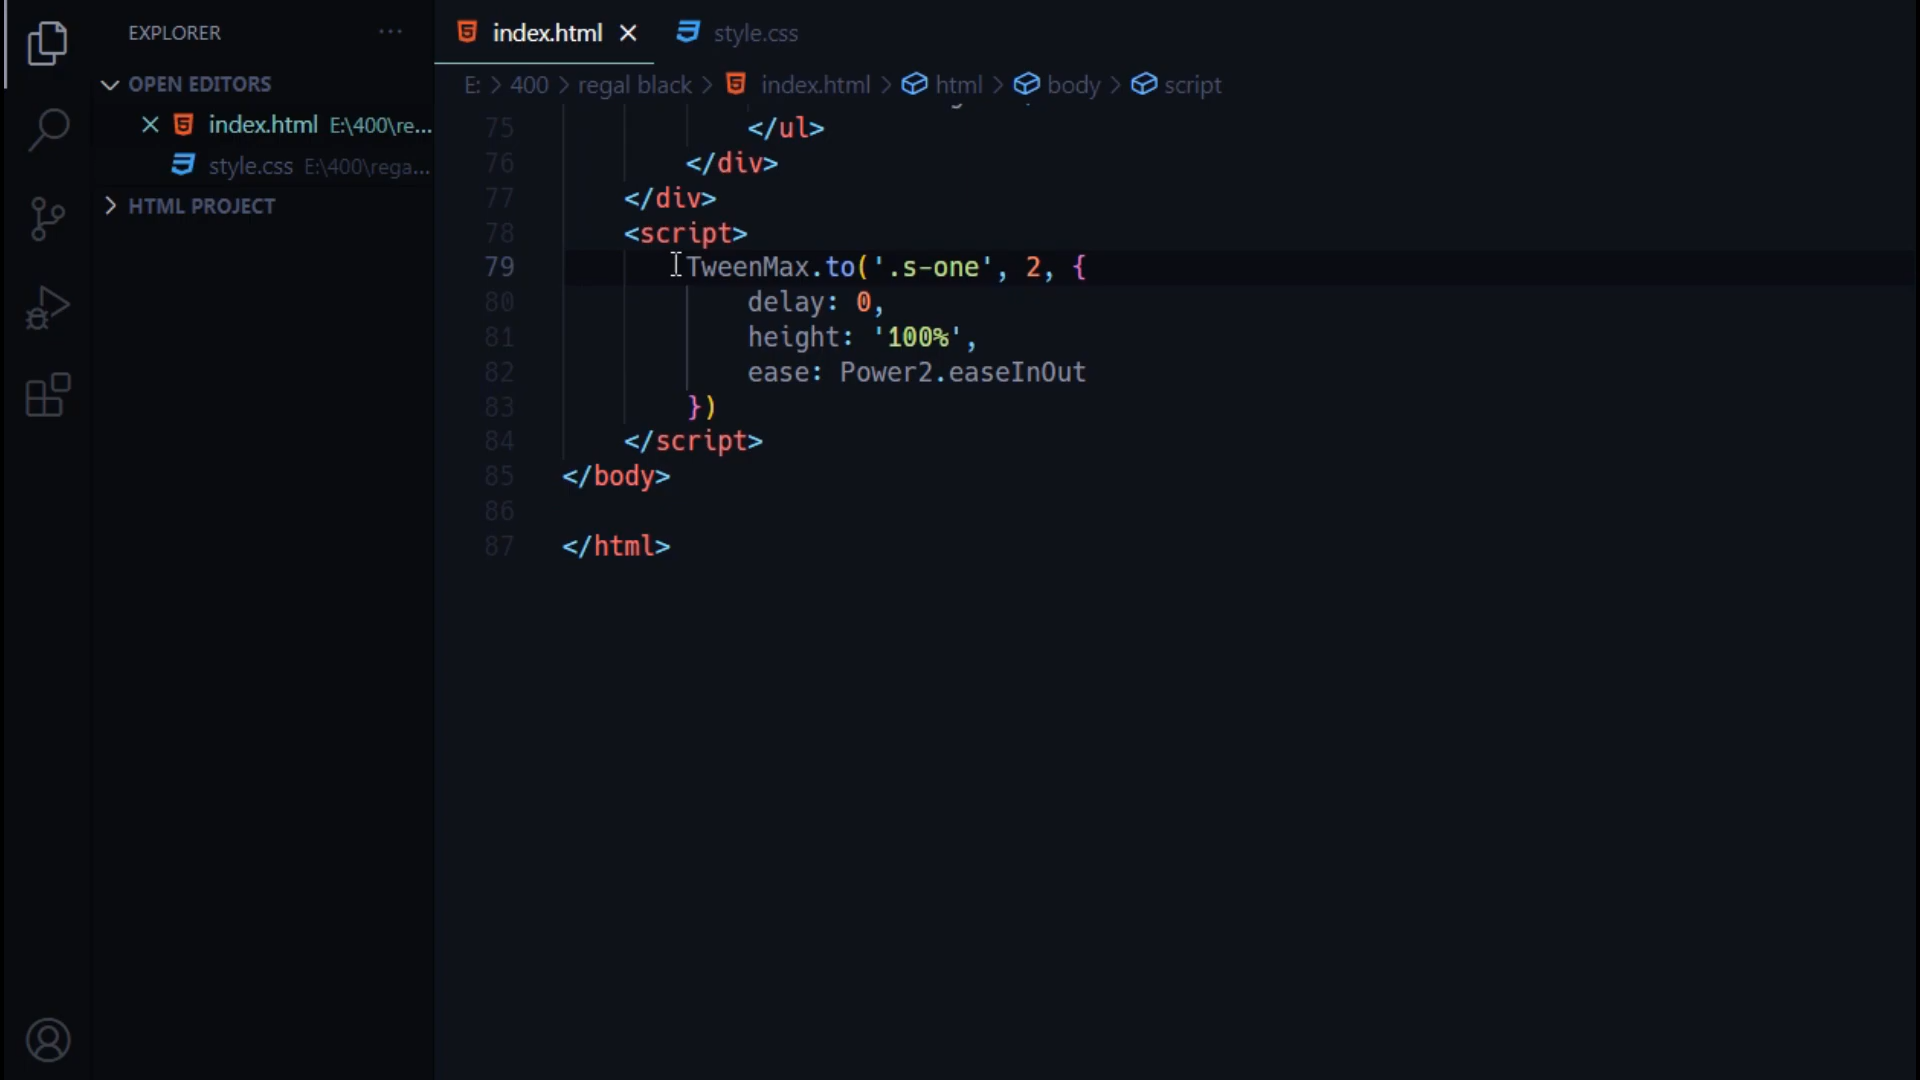 EXPLORER
OPEN EDITORS
index.html E:\400\re...
style.css E:\400\rega...
HTML PROJECT
index.html style.css
E: > 400 > regal black > index.html > html > body > script
75 </ul>
76 </div>
77 </div>
78 <script>
79 TweenMax.to('.s-one', 2, {
80 delay: 0,
81 height: '100%',
82 ease: Power2.easeInOut
83 })
84 </script>
85 </body>
86
87 </html>